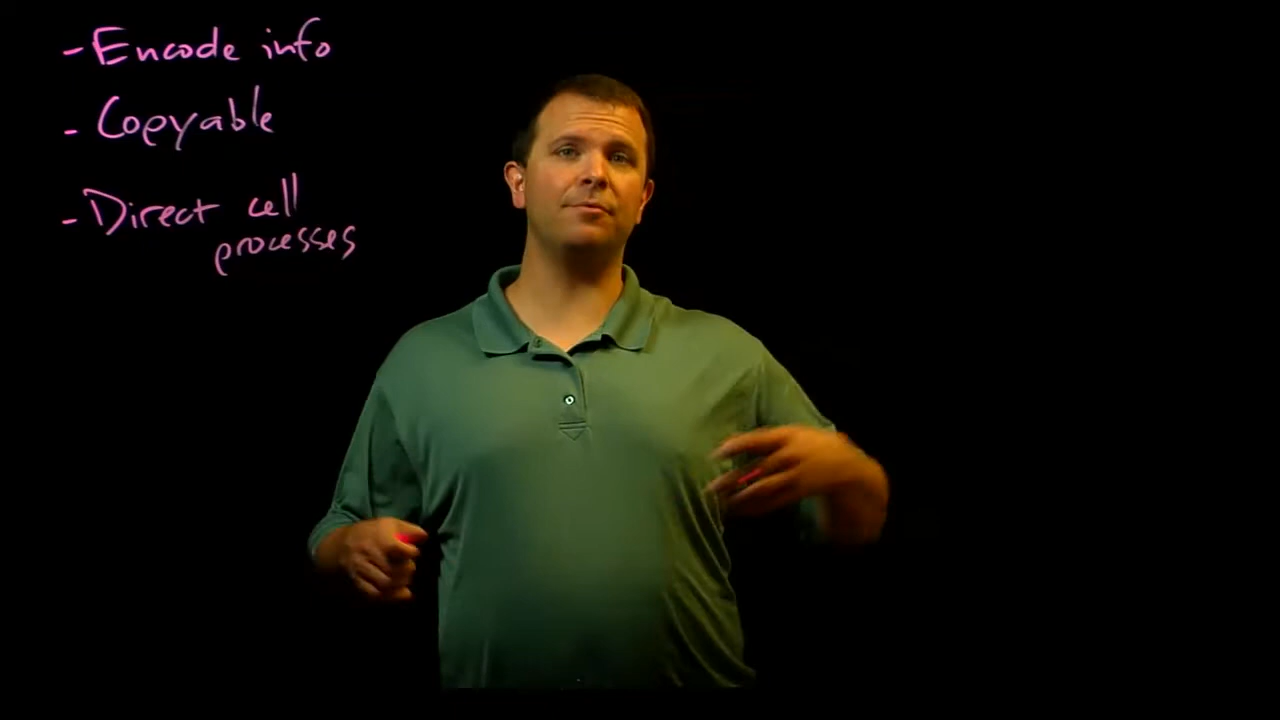 - Encode info
- Copyable
- Direct cell
processes